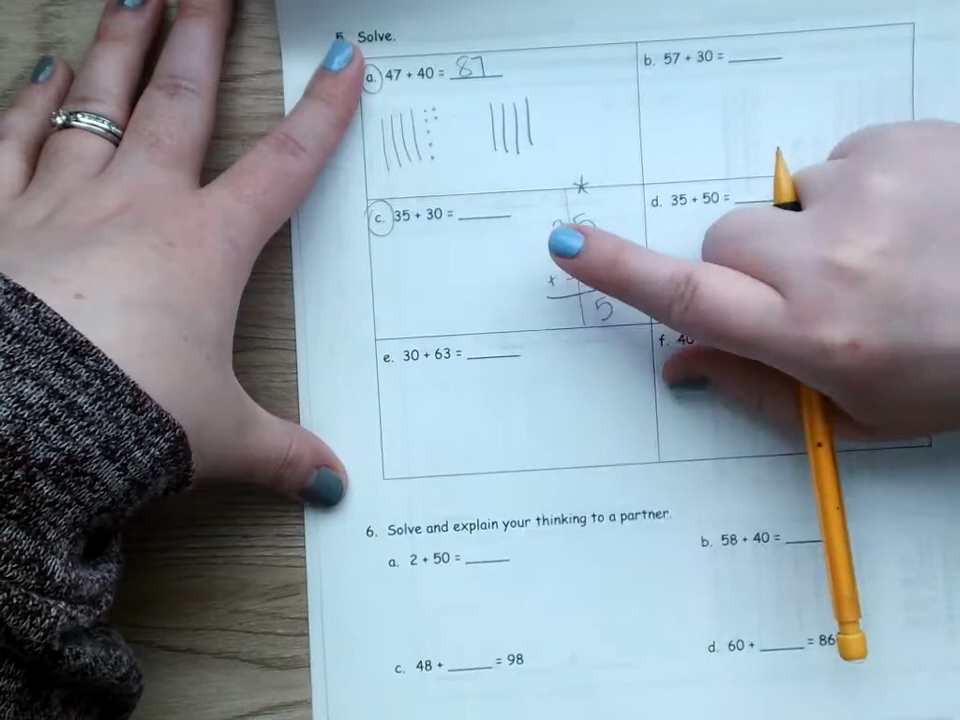 5. Solve.
a. 47 + 40 = 87
b. 57 + 30 = ______
c. 35 + 30 = ______
*
d. 35 + 50 = ______
5
+
5
e. 30 + 63 = ______
f. 40
6. Solve and explain your thinking to a partner.
a. 2 + 50 = ______
b. 58 + 40 = ______
c. 48 + ______ = 98
d. 60 + ______ = 86